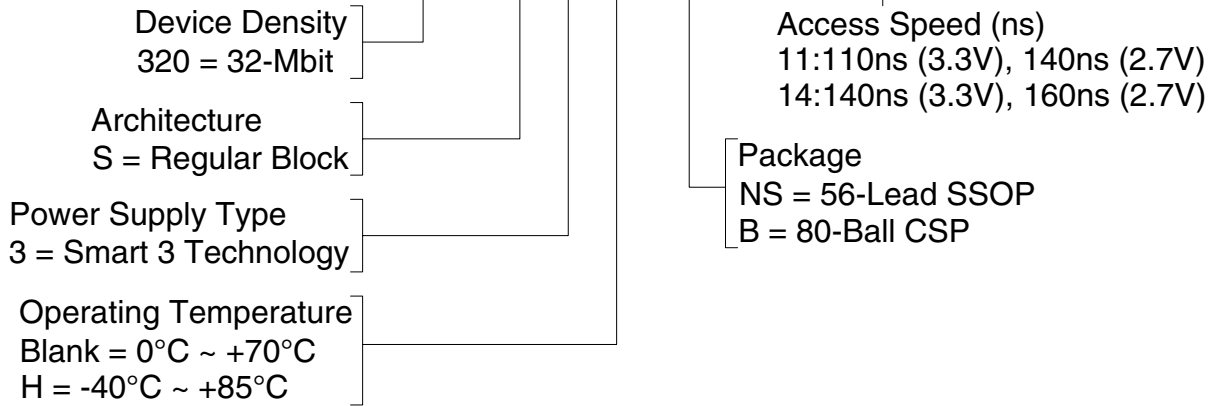 Device Density
320 = 32-Mbit
Architecture
S = Regular Block
Power Supply Type
3 = Smart 3 Technology
Operating Temperature
Blank = 0°C ~ +70°C
H = -40°C ~ +85°C
Access Speed (ns)
11:110ns (3.3V), 140ns (2.7V)
14:140ns (3.3V), 160ns (2.7V)
Package
NS = 56-Lead SSOP
B = 80-Ball CSP